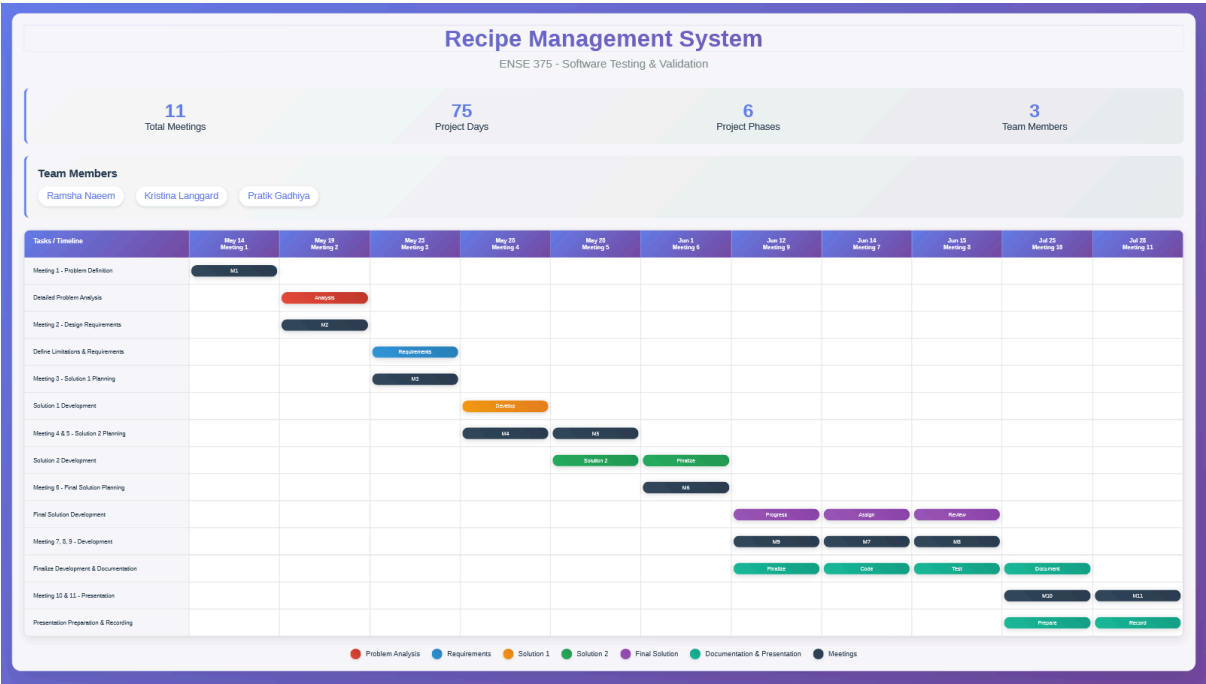 Recipe Management System
ENSE 375 - Software Testing & Validation
11 75 6 3
Total Meetings Project Days Project Phases Team Members
Team Members
Ramsha Naeem Kristina Langgard Pratik Gadhiya
Tasks / Timeline May 14 May 19 May 23 Jun 1 Jun 12 Jun 14 Jun 15 Jul 25 Jul 28
Meeting 1 Meeting 2 Meeting 3 Meeting 4 Meeting 5 Meeting 6 Meeting 9 Meeting 7 Meeting 8 Meeting 10 Meeting 11
Meeting 1 - Problem Definition M1
Detailed Problem Analysis Analysis
Meeting 2 - Design Requirements M2
Define Limitations & Requirements Requirements
Meeting 3 - Solution 1 Planning M3
Solution 1 Development Develop
Meeting 4 & 5 - Solution 2 Planning M4 M5
Solution 2 Development Solution 2 Finalize
Meeting 6 - Final Solution Planning M6
Final Solution Development Progress Assign Review
Meeting 7, 8, 9 - Development M9 M7 M8
Finalize Development & Documentation Finalize Code Test Document
Meeting 10 & 11 - Presentation M10 M11
Presentation Preparation & Recording Prepare Record
Problem Analysis Requirements Solution 1 Solution 2 Final Solution Documentation & Presentation Meetings